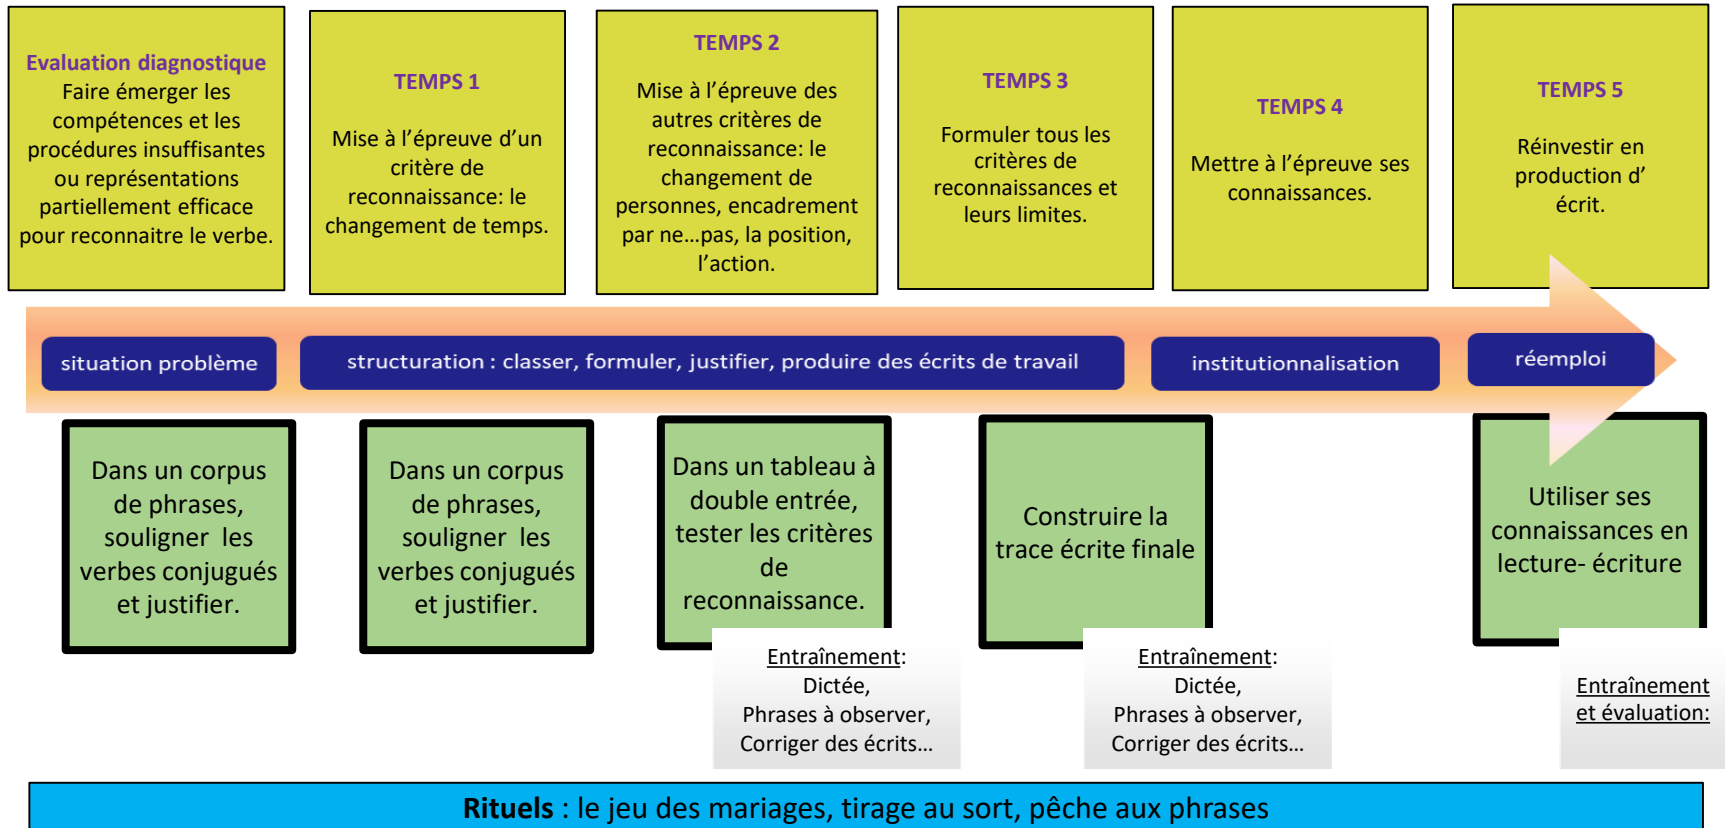 Evaluation diagnostique
Faire émerger les
compétences et les
procédures insuffisantes
ou représentations
partiellement efficace
pour reconnaitre le verbe.
TEMPS 1
Mise à l’épreuve d’un
critère de
reconnaissance: le
changement de temps.
TEMPS 2
Mise à l’épreuve des
autres critères de
reconnaissance: le
changement de
personnes, encadrement
par ne…pas, la position,
l’action.
TEMPS 3
Formuler tous les
critères de
reconnaissances et
leurs limites.
TEMPS 4
Mettre à l’épreuve ses
connaissances.
TEMPS 5
Réinvestir en
production d’
écrit.
situation problème
structuration : classer, formuler, justifier, produire des écrits de travail
institutionnalisation
réemploi
Dans un corpus
de phrases,
souligner les
verbes conjugués
et justifier.
Dans un corpus
de phrases,
souligner les
verbes conjugués
et justifier.
Dans un tableau à
double entrée,
tester les critères
de
reconnaissance.
Construire la
trace écrite finale
Utiliser ses
connaissances en
lecture- écriture
Entraînement:
Dictée,
Phrases à observer,
Corriger des écrits…
Entraînement:
Dictée,
Phrases à observer,
Corriger des écrits…
Entraînement
et évaluation:
Rituels : le jeu des mariages, tirage au sort, pêche aux phrases